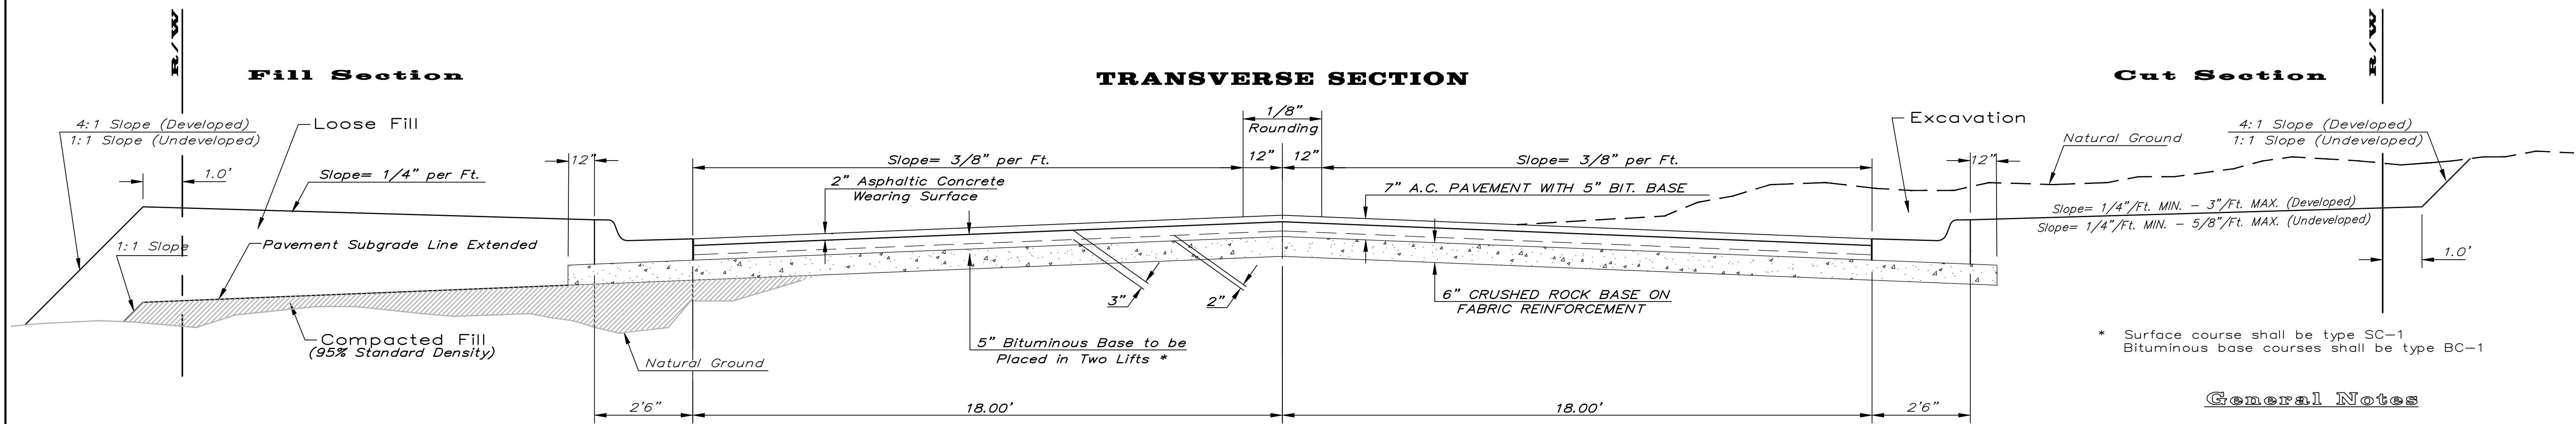 R/W
Fill Section
TRANSVERSE SECTION
Cut Section
R/W
4:1 Slope (Developed)
1:1 Slope (Undeveloped)
Loose Fill
1.0'
Slope= 1/4" per Ft.
12"
1:1 Slope
Pavement Subgrade Line Extended
Compacted Fill
(95% Standard Density)
Natural Ground
Slope= 3/8" per Ft.
2" Asphaltic Concrete
Wearing Surface
1/8"
Rounding
12"
12"
Slope= 3/8" per Ft.
7" A.C. PAVEMENT WITH 5" BIT. BASE
3"
2"
5" Bituminous Base to be
Placed in Two Lifts *
6" CRUSHED ROCK BASE ON
FABRIC REINFORCEMENT
Excavation
Natural Ground
12"
4:1 Slope (Developed)
1:1 Slope (Undeveloped)
Slope= 1/4"/Ft. MIN. - 3"/Ft. MAX. (Developed)
Slope= 1/4"/Ft. MIN. - 5/8"/Ft. MAX. (Undeveloped)
1.0'
* Surface course shall be type SC-1
Bituminous base courses shall be type BC-1
2'6"
18.00'
18.00'
2'6"
General Notes